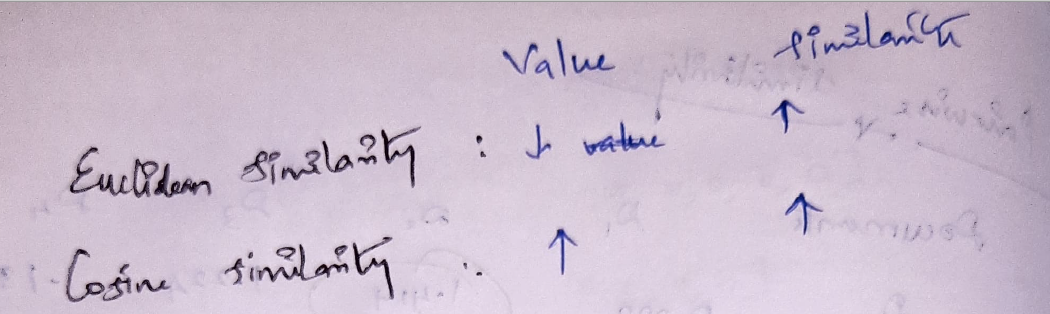 Value similarity
Euclidean similarity : ↓ value ↑
Cosine similarity : ↑ ↑